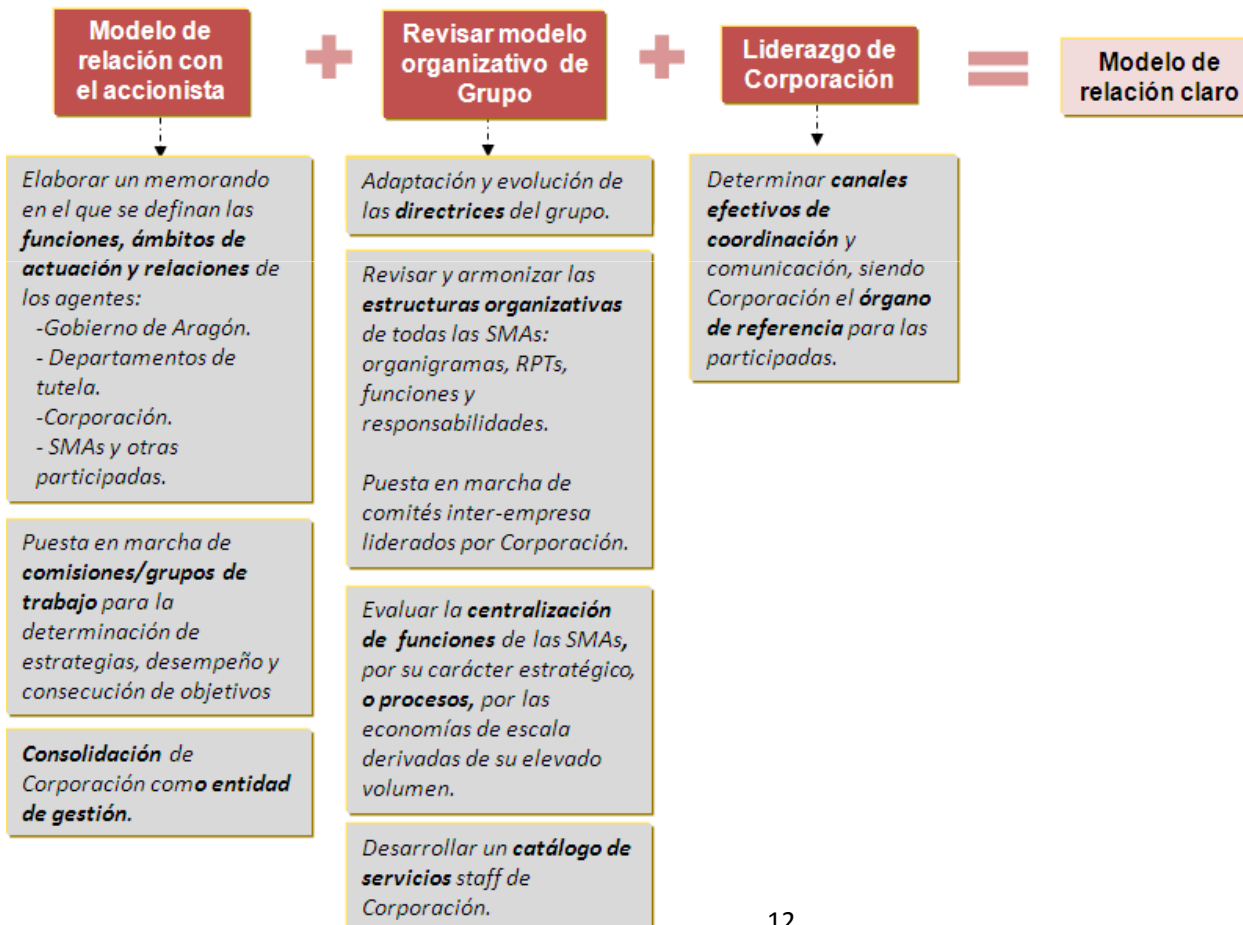 Modelo de
relación con
el accionista
+
Revisar modelo
organizativo de
Grupo
+
Liderazgo de
Corporación
=
Modelo de
relación claro
Elaborar un memorando
en el que se definan las
funciones, ámbitos de
actuación y relaciones de
los agentes:
-Gobierno de Aragón.
- Departamentos de
tutela.
-Corporación.
- SMAs y otras
participadas.
Puesta en marcha de
comisiones/grupos de
trabajo para la
determinación de
estrategias, desempeño y
consecución de objetivos
Consolidación de
Corporación como entidad
de gestión.
Adaptación y evolución de
las directrices del grupo.
Revisar y armonizar las
estructuras organizativas
de todas las SMAs:
organigramas, RPTs,
funciones y
responsabilidades.
Puesta en marcha de
comités inter-empresa
liderados por Corporación.
Evaluar la centralización
de funciones de las SMAs,
por su carácter estratégico,
o procesos, por las
economías de escala
derivadas de su elevado
volumen.
Desarrollar un catálogo de
servicios staff de
Corporación.
Determinar canales
efectivos de
coordinación y
comunicación, siendo
Corporación el órgano
de referencia para las
participadas.
12